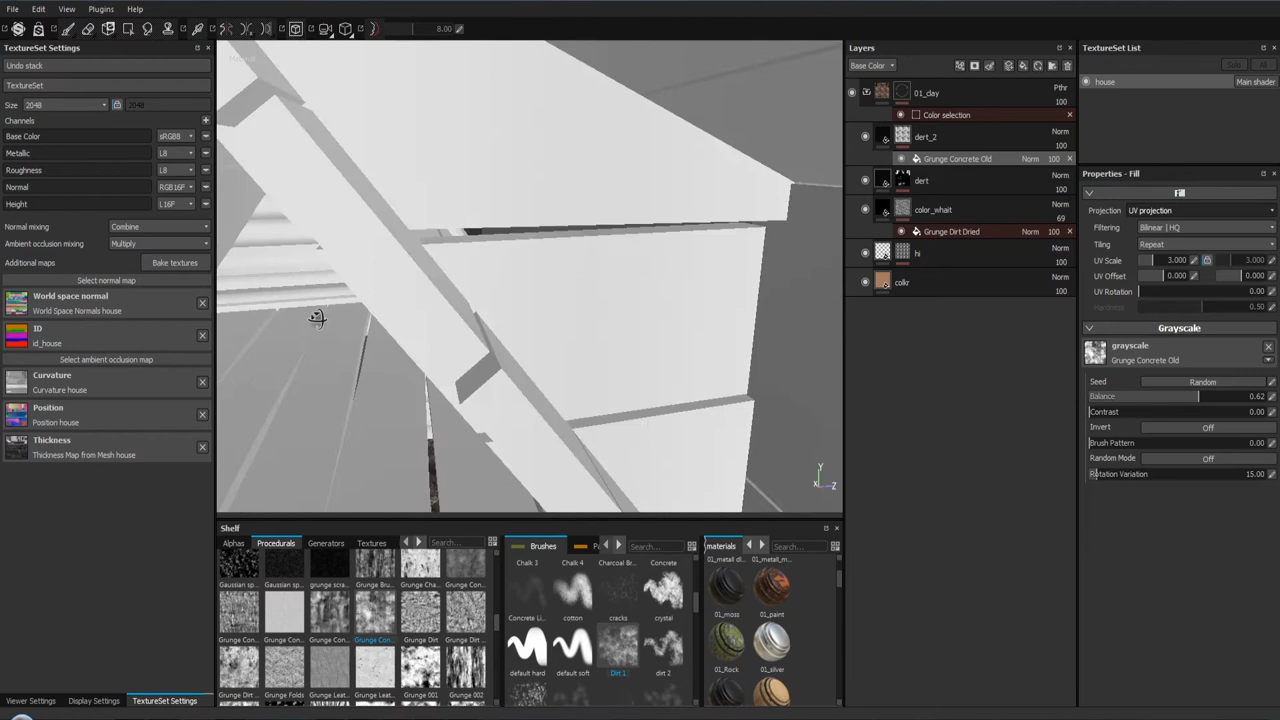 File Edit View Plugins Help
8.00
TextureSet Settings
Undo stack
TextureSet
Size 2048 2048
Channels
Base Color sRGB8
Metallic L8
Roughness L8
Normal RGB16F
Height L16F
Normal mixing Combine
Ambient occlusion mixing Multiply
Additional maps Bake textures
Select normal map
World space normal
World Space Normals house
ID
id_house
Select ambient occlusion map
Curvature
Curvature house
Position
Position house
Thickness
Thickness Map from Mesh house
Viewer Settings Display Settings TextureSet Settings
Y
X Z
Shelf
Alphas Procedurals Generators Textures Search...
Gaussian sp... Gaussian sp... grunge scra... Grunge Bru... Grunge Cha... Grunge Con...
Grunge Con... Grunge Con... Grunge Con... Grunge Con... Grunge Dirt Grunge Dirt ...
Grunge Dirt ... Grunge Folds Grunge Leat... Grunge Leat... Grunge 001 Grunge 002
Brushes Search...
Chalk 3 Chalk 4 Charcoal Br... Concrete
Concrete Li... cotton cracks crystal
default hard default soft Dirt 1 dirt 2
materials Search...
01_metall di... 01_metall_m...
01_moss 01_paint
01_Rock 01_silver
Layers
Base Color
01_clay Pthr
100
Color selection
dert_2 Norm
100
Grunge Concrete Old Norm 100
dert Norm
100
color_whait Norm
69
Grunge Dirt Dried Norm 100
hi Norm
100
colkr Norm
100
TextureSet List
Solo All
house Main shader
Properties - Fill
Fill
Projection UV projection
Filtering Bilinear | HQ
Tiling Repeat
UV Scale 3.000 3.000
UV Offset 0.000 0.000
UV Rotation 0.00
Hardness 0.50
Grayscale
grayscale
Grunge Concrete Old
Seed Random
Balance 0.62
Contrast 0.00
Invert Off
Brush Pattern 0.00
Random Mode Off
Rotation Variation 15.00